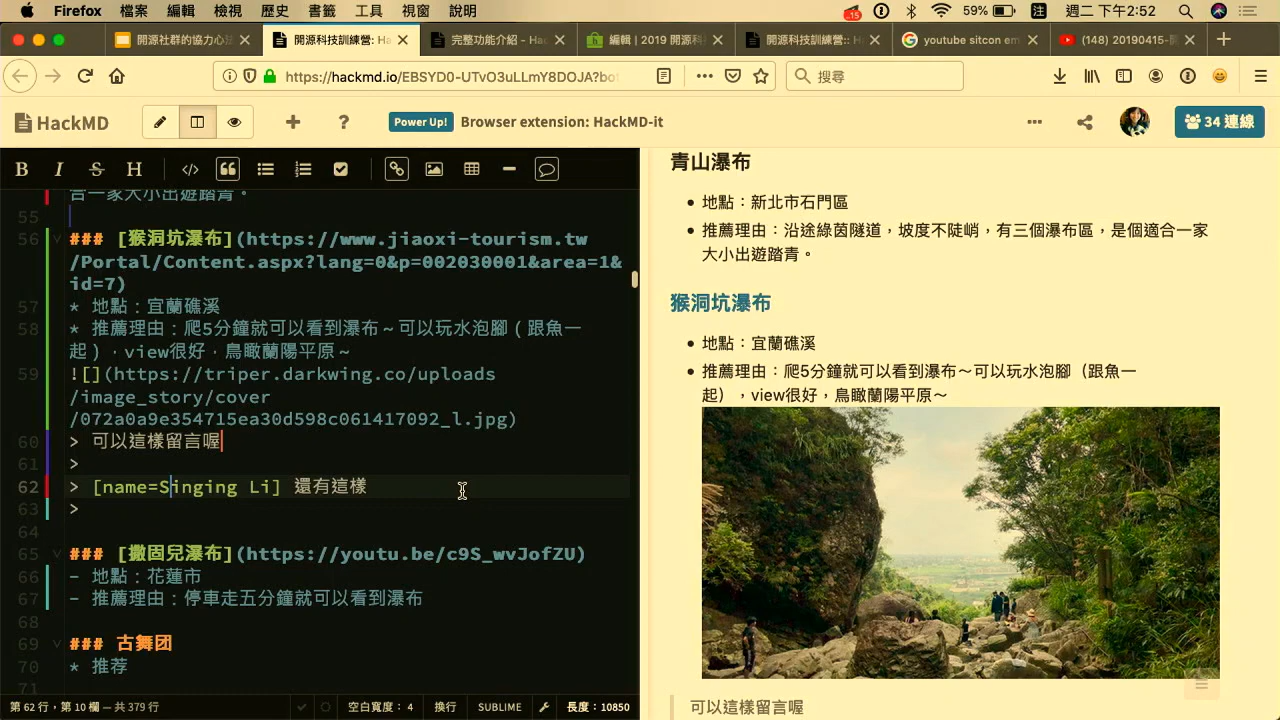 Firefox 檔案 編輯 檢視 歷史 書籤 工具 視窗 說明
.15 59% 注 週二 下午2:52
開源社群的協力心法
開源科技訓練營: Ha
完整功能介紹 - Hac
編輯 | 2019 開源科
開源科技訓練營:: H
youtube sitcon em
(148) 20190415-開
https://hackmd.io/EBSYD0-UTvO3uLLmY8DOJA?bo
搜尋
HackMD
Power Up! Browser extension: HackMD-it
34 連線
B I S H
合一家大小出遊踏青。
55
56 ### [猴洞坑瀑布](https://www.jiaoxi-tourism.tw
/Portal/Content.aspx?lang=0&p=002030001&area=1&
id=7)
57 * 地點：宜蘭礁溪
58 * 推薦理由：爬5分鐘就可以看到瀑布～可以玩水泡腳（跟魚一
起），view很好，鳥瞰蘭陽平原～
59 ![](https://triper.darkwing.co/uploads
/image_story/cover
/072a0a9e354715ea30d598c061417092_l.jpg)
60 > 可以這樣留言喔
61 >
62 > [name=Singing Li] 還有這樣
63 >
64
65 ### [撒固兒瀑布](https://youtu.be/c9S_wvJofZU)
66 - 地點：花蓮市
67 - 推薦理由：停車走五分鐘就可以看到瀑布
68
69 ### 古舞团
70 * 推荐
71
第 62 行，第 10 欄 — 共 379 行 空白寬度： 4 換行 SUBLIME 長度：10850
青山瀑布
• 地點：新北市石門區
• 推薦理由：沿途綠茵隧道，坡度不陡峭，有三個瀑布區，是個適合一家
大小出遊踏青。
猴洞坑瀑布
• 地點：宜蘭礁溪
• 推薦理由：爬5分鐘就可以看到瀑布～可以玩水泡腳（跟魚一
起），view很好，鳥瞰蘭陽平原～
可以這樣留言喔